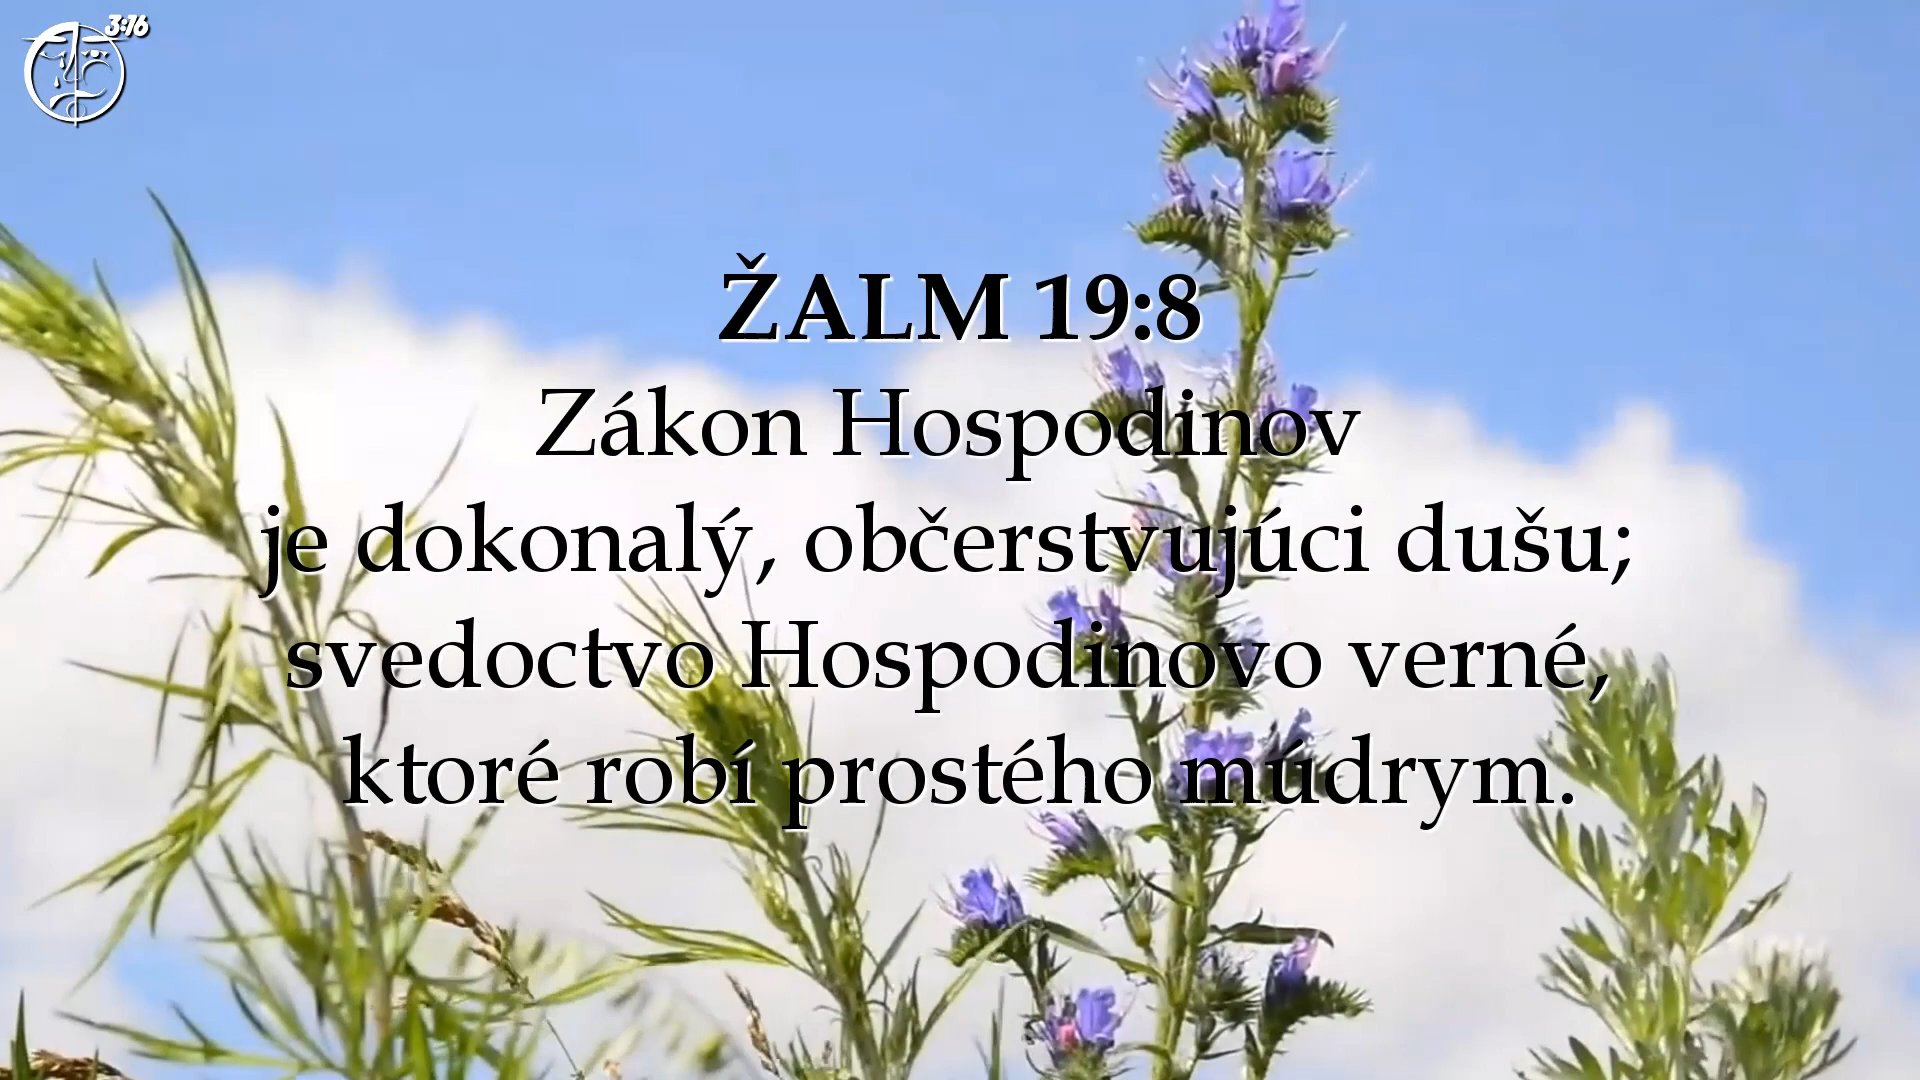 3:16
ŽALM 19:8
Zákon Hospodinov
je dokonalý, občerstvujúci dušu;
svedoctvo Hospodinovo verné,
ktoré robí prostého múdrym.